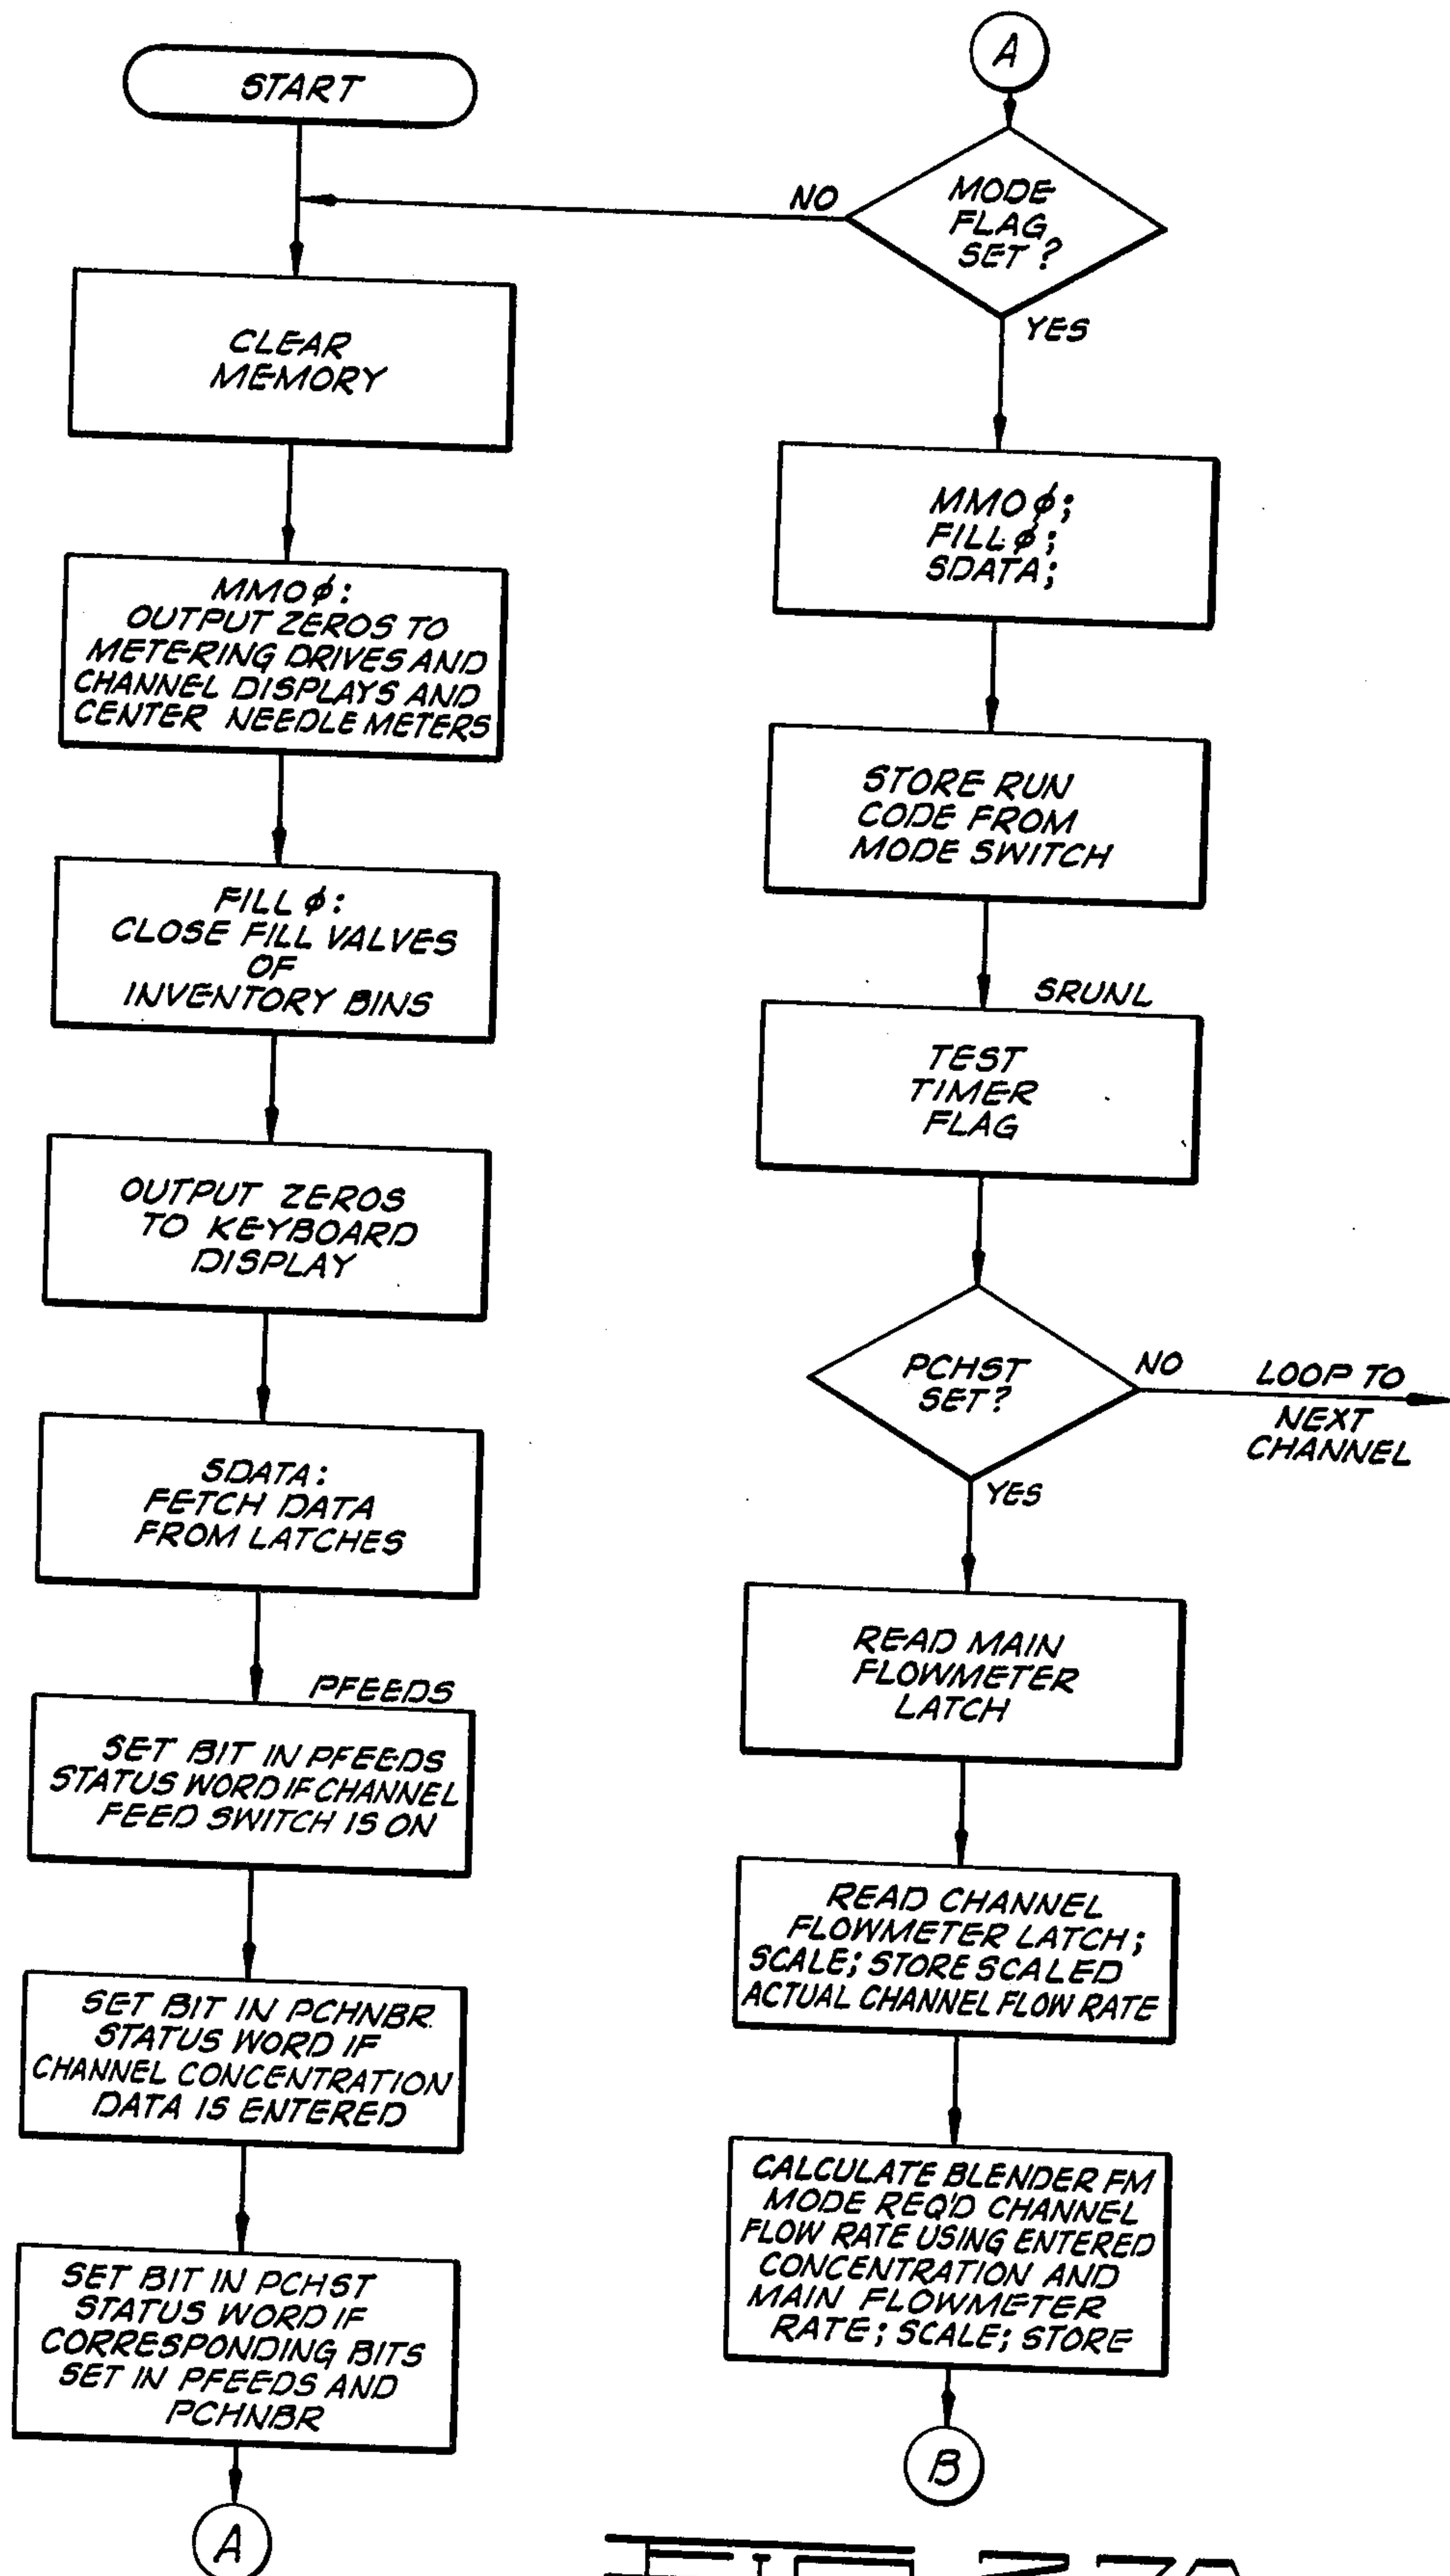 START
CLEAR
MEMORY
MMOϕ:
OUTPUT ZEROS TO
METERING DRIVES AND
CHANNEL DISPLAYS AND
CENTER NEEDLE METERS
FILL ϕ:
CLOSE FILL VALVES
OF
INVENTORY BINS
OUTPUT ZEROS
TO KEYBOARD
DISPLAY
SDATA:
FETCH DATA
FROM LATCHES
PFEEDS
SET BIT IN PFEEDS
STATUS WORD IF CHANNEL
FEED SWITCH IS ON
SET BIT IN PCHNBR
STATUS WORD IF
CHANNEL CONCENTRATION
DATA IS ENTERED
SET BIT IN PCHST
STATUS WORD IF
CORRESPONDING BITS
SET IN PFEEDS AND
PCHNBR
A
A
MODE
FLAG
SET?
NO
YES
MMOϕ;
FILLϕ;
SDATA;
STORE RUN
CODE FROM
MODE SWITCH
SRUNL
TEST
TIMER
FLAG
PCHST
SET?
NO
LOOP TO
NEXT
CHANNEL
YES
READ MAIN
FLOWMETER
LATCH
READ CHANNEL
FLOWMETER LATCH;
SCALE; STORE SCALED
ACTUAL CHANNEL FLOW RATE
CALCULATE BLENDER FM
MODE REQ'D CHANNEL
FLOW RATE USING ENTERED
CONCENTRATION AND
MAIN FLOWMETER
RATE; SCALE; STORE
B